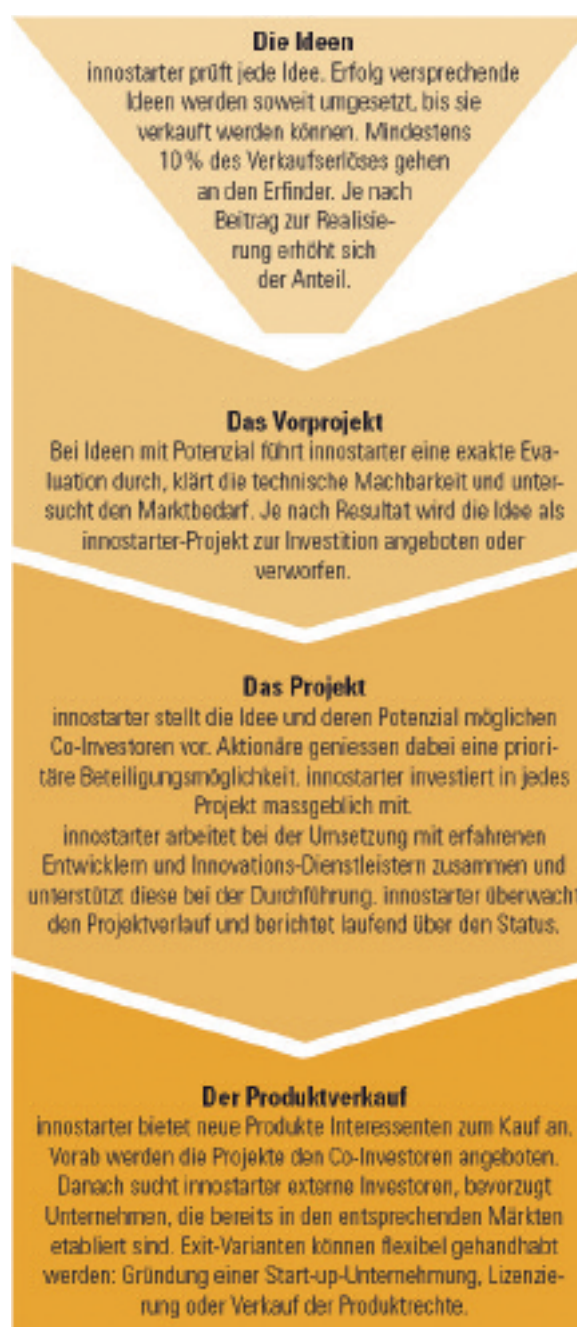 Die Ideen
innostarter prüft jede Idee. Erfolg versprechende
Ideen werden soweit umgesetzt, bis sie
verkauft werden können. Mindestens
10% des Verkaufserlöses gehen
an den Erfinder. Je nach
Beitrag zur Realisie-
rung erhöht sich
der Anteil.
Das Vorprojekt
Bei Ideen mit Potenzial führt innostarter eine exakte Eva-
luation durch, klärt die technische Machbarkeit und unter-
sucht den Marktbedarf. Je nach Resultat wird die Idee als
innostarter-Projekt zur Investition angeboten oder
verworfen.
Das Projekt
innostarter stellt die Idee und deren Potenzial möglichen
Co-Investoren vor. Aktionäre geniessen dabei eine priori-
täre Beteiligungsmöglichkeit. innostarter investiert in jedes
Projekt massgeblich mit.
innostarter arbeitet bei der Umsetzung mit erfahrenen
Entwicklern und Innovations-Dienstleistern zusammen und
unterstützt diese bei der Durchführung. innostarter überwacht
den Projektverlauf und berichtet laufend über den Status.
Der Produktverkauf
innostarter bietet neue Produkte Interessenten zum Kauf an.
Vorab werden die Projekte den Co-Investoren angeboten.
Danach sucht innostarter externe Investoren, bevorzugt
Unternehmen, die bereits in den entsprechenden Märkten
etabliert sind. Exit-Varianten können flexibel gehandhabt
werden: Gründung einer Start-up-Unternehmung, Lizenzie-
rung oder Verkauf der Produktrechte.